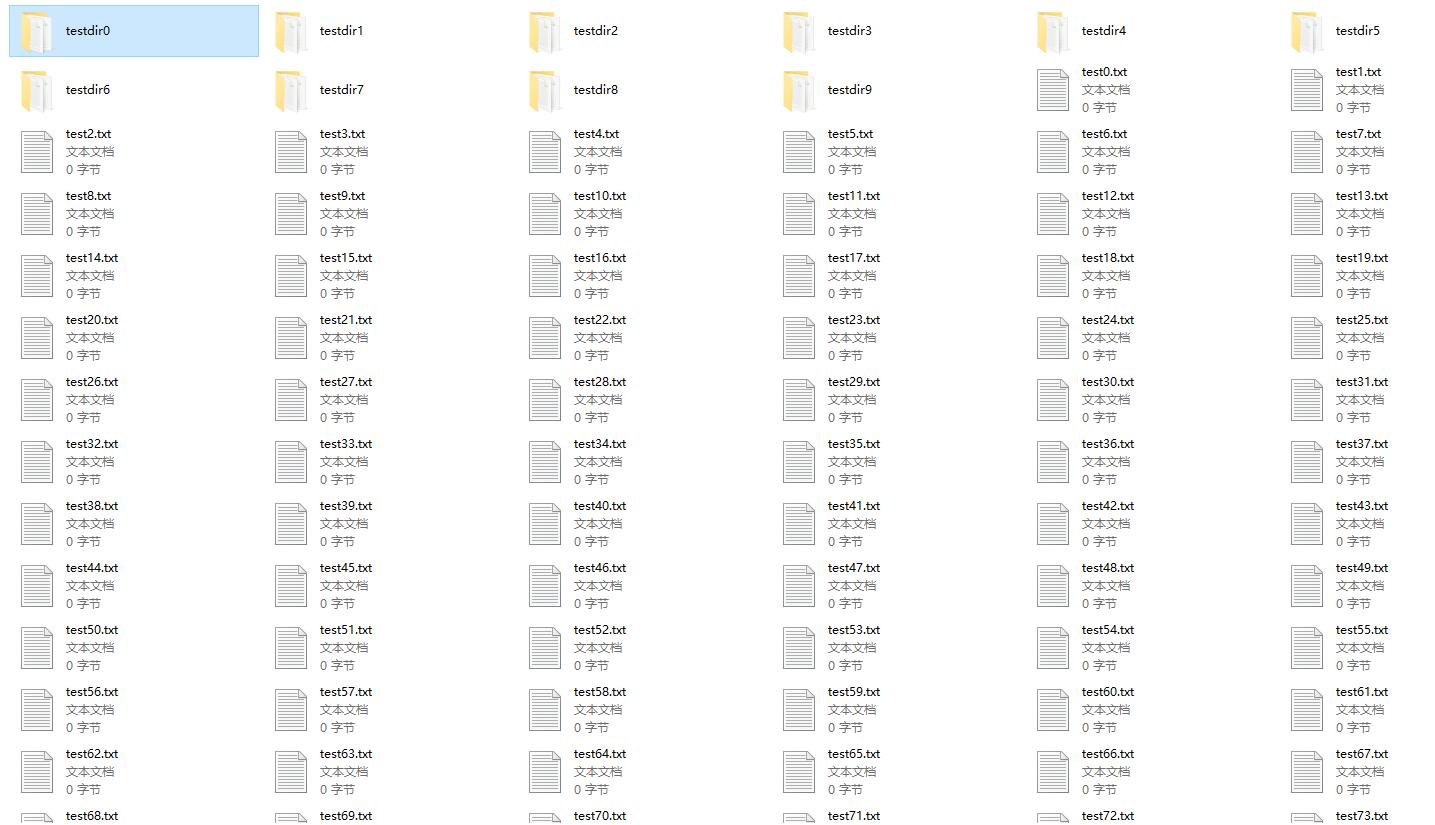 testdir0
testdir1
testdir2
testdir3
testdir4
testdir5
testdir6
testdir7
testdir8
testdir9
test0.txt
文本文档
0 字节
test1.txt
文本文档
0 字节
test2.txt
文本文档
0 字节
test3.txt
文本文档
0 字节
test4.txt
文本文档
0 字节
test5.txt
文本文档
0 字节
test6.txt
文本文档
0 字节
test7.txt
文本文档
0 字节
test8.txt
文本文档
0 字节
test9.txt
文本文档
0 字节
test10.txt
文本文档
0 字节
test11.txt
文本文档
0 字节
test12.txt
文本文档
0 字节
test13.txt
文本文档
0 字节
test14.txt
文本文档
0 字节
test15.txt
文本文档
0 字节
test16.txt
文本文档
0 字节
test17.txt
文本文档
0 字节
test18.txt
文本文档
0 字节
test19.txt
文本文档
0 字节
test20.txt
文本文档
0 字节
test21.txt
文本文档
0 字节
test22.txt
文本文档
0 字节
test23.txt
文本文档
0 字节
test24.txt
文本文档
0 字节
test25.txt
文本文档
0 字节
test26.txt
文本文档
0 字节
test27.txt
文本文档
0 字节
test28.txt
文本文档
0 字节
test29.txt
文本文档
0 字节
test30.txt
文本文档
0 字节
test31.txt
文本文档
0 字节
test32.txt
文本文档
0 字节
test33.txt
文本文档
0 字节
test34.txt
文本文档
0 字节
test35.txt
文本文档
0 字节
test36.txt
文本文档
0 字节
test37.txt
文本文档
0 字节
test38.txt
文本文档
0 字节
test39.txt
文本文档
0 字节
test40.txt
文本文档
0 字节
test41.txt
文本文档
0 字节
test42.txt
文本文档
0 字节
test43.txt
文本文档
0 字节
test44.txt
文本文档
0 字节
test45.txt
文本文档
0 字节
test46.txt
文本文档
0 字节
test47.txt
文本文档
0 字节
test48.txt
文本文档
0 字节
test49.txt
文本文档
0 字节
test50.txt
文本文档
0 字节
test51.txt
文本文档
0 字节
test52.txt
文本文档
0 字节
test53.txt
文本文档
0 字节
test54.txt
文本文档
0 字节
test55.txt
文本文档
0 字节
test56.txt
文本文档
0 字节
test57.txt
文本文档
0 字节
test58.txt
文本文档
0 字节
test59.txt
文本文档
0 字节
test60.txt
文本文档
0 字节
test61.txt
文本文档
0 字节
test62.txt
文本文档
0 字节
test63.txt
文本文档
0 字节
test64.txt
文本文档
0 字节
test65.txt
文本文档
0 字节
test66.txt
文本文档
0 字节
test67.txt
文本文档
0 字节
test68.txt
test69.txt
test70.txt
test71.txt
test72.txt
test73.txt